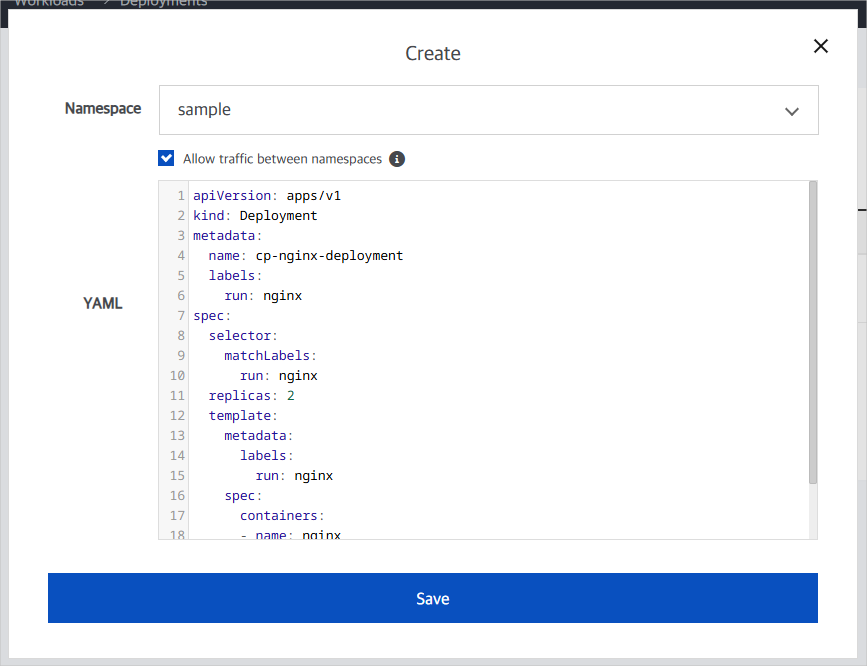 Workloads > Deployments
Create
Namespace
sample
Allow traffic between namespaces
YAML
1 apiVersion: apps/v1
2 kind: Deployment
3 metadata:
4   name: cp-nginx-deployment
5   labels:
6     run: nginx
7 spec:
8   selector:
9     matchLabels:
10       run: nginx
11   replicas: 2
12   template:
13     metadata:
14       labels:
15         run: nginx
16     spec:
17       containers:
18       - name: nginx
Save